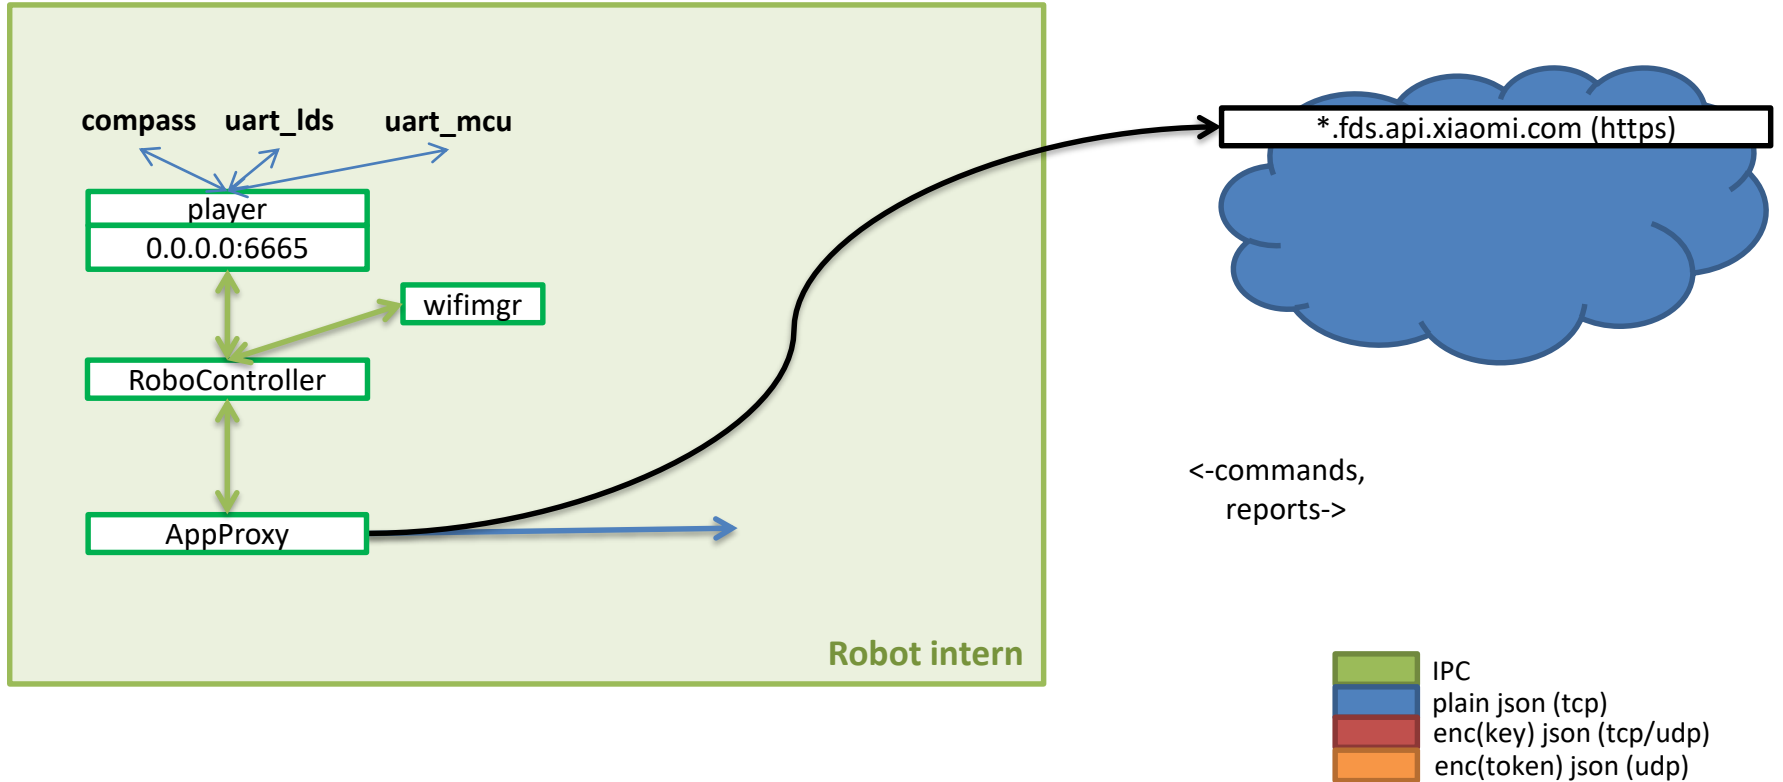 compass uart_lds uart_mcu
*.fds.api.xiaomi.com (https)
player
0.0.0.0:6665
wifimgr
RoboController
<-commands,
reports->
AppProxy
Robot intern
IPC
plain json (tcp)
enc(key) json (tcp/udp)
enc(token) json (udp)